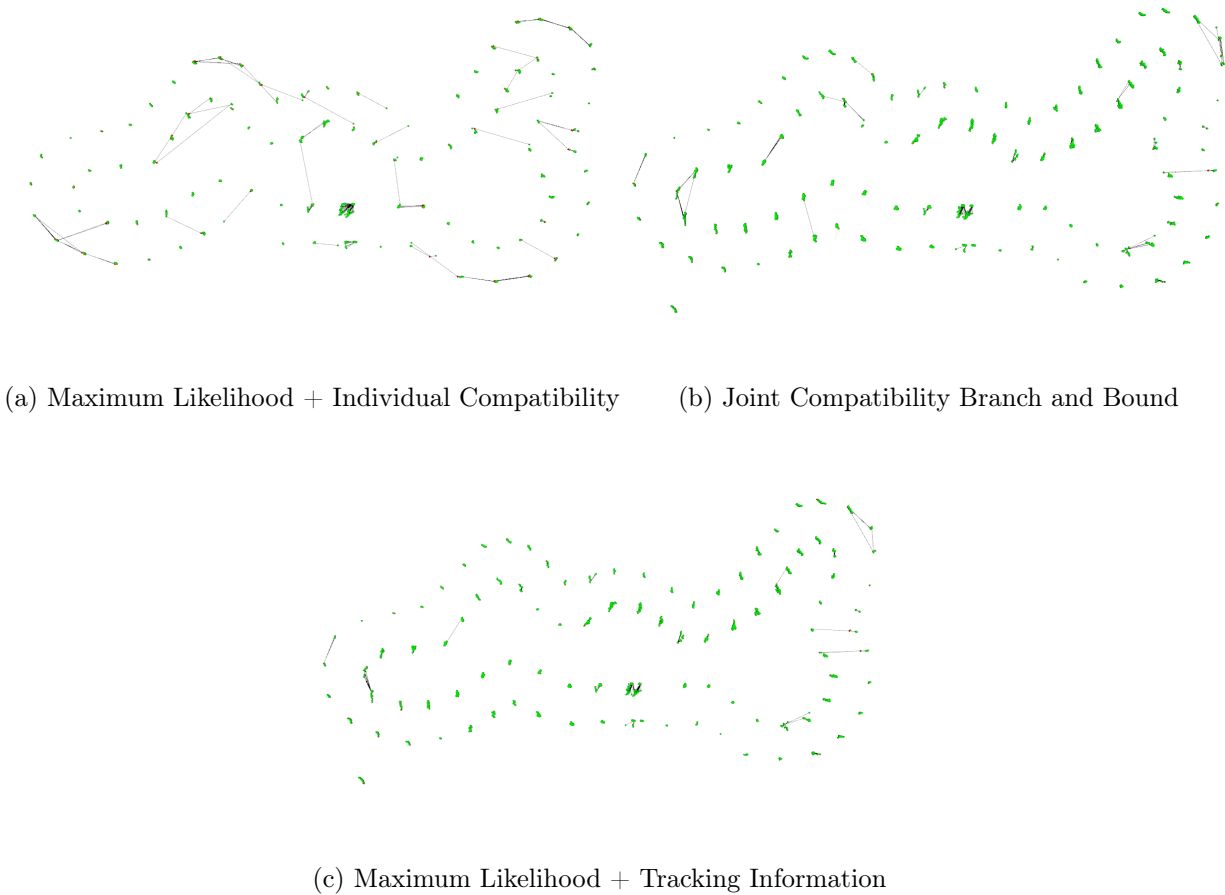 (a) Maximum Likelihood + Individual Compatibility
(b) Joint Compatibility Branch and Bound
(c) Maximum Likelihood + Tracking Information